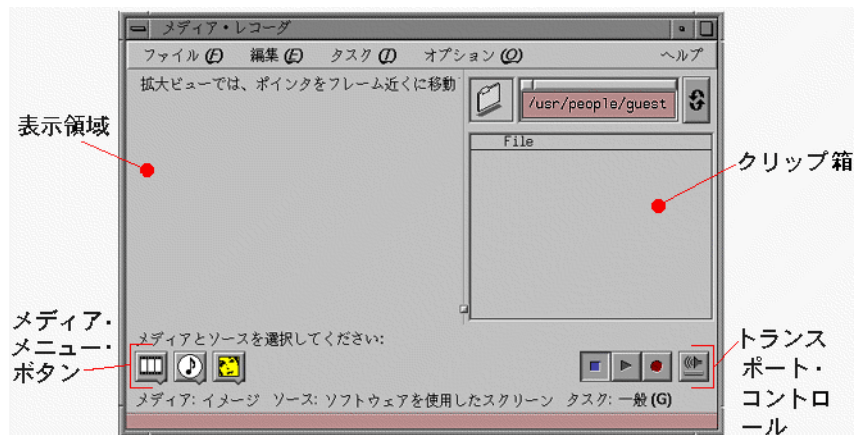 メディア・レコーダ
ファイル(F) 編集(E) タスク(T) オプション(O) ヘルプ
拡大ビューでは、ポインタをフレーム近くに移動
/usr/people/guest
File
表示領域
クリップ箱
メディア・
メニュー・
ボタン
メディアとソースを選択してください:
トランス
ポート・
コントロ
ール
メディア: イメージ ソース: ソフトウェアを使用したスクリーン タスク: 一般(G)